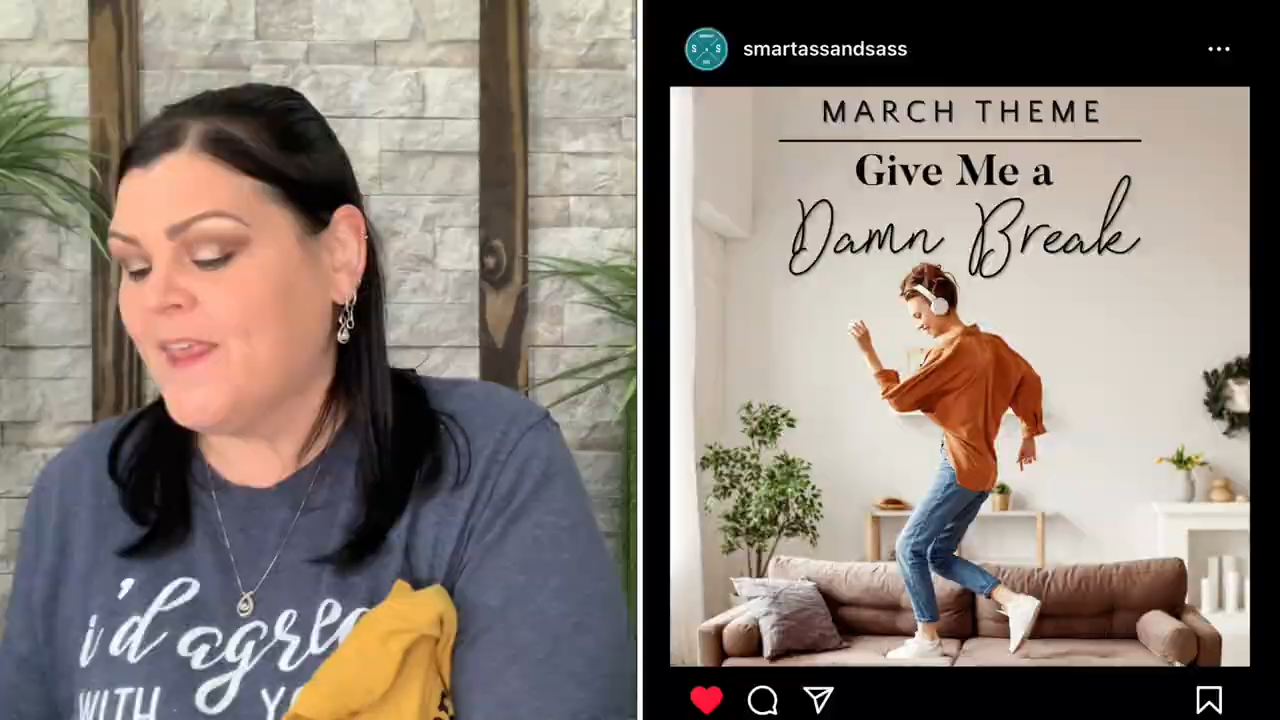 i'd agree
WITH
smartassandsass
S S
MARCH THEME
Give Me a
Damn Break